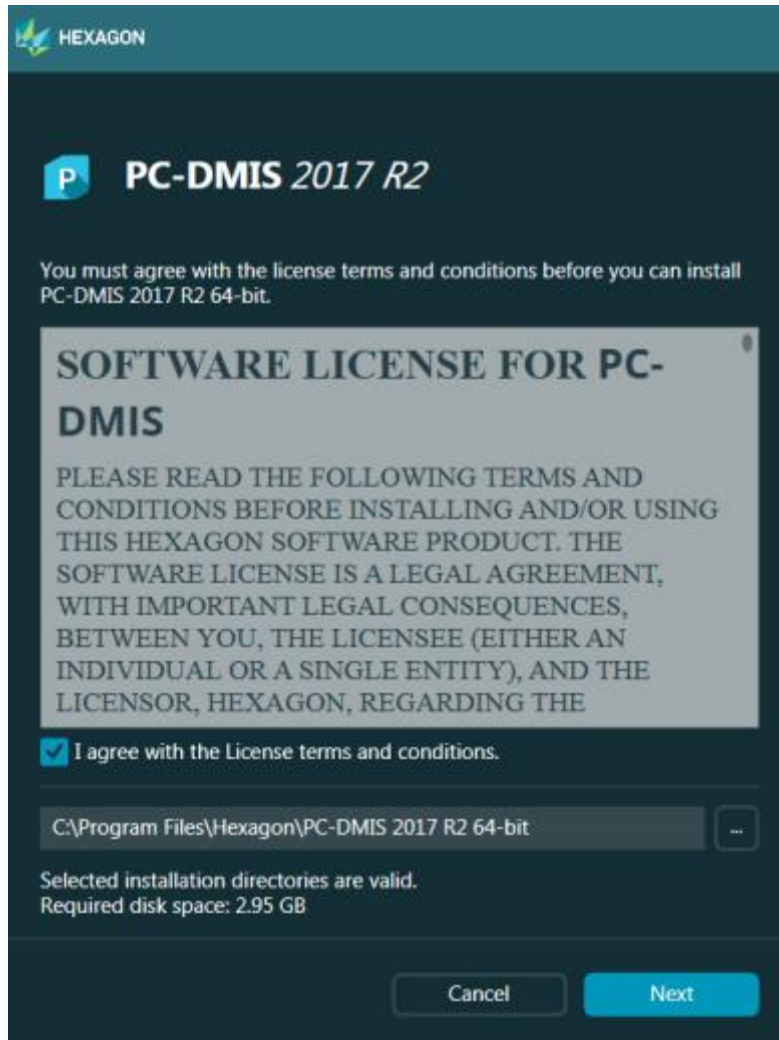 HEXAGON
P
PC-DMIS 2017 R2
You must agree with the license terms and conditions before you can install
PC-DMIS 2017 R2 64-bit.
SOFTWARE LICENSE FOR PC-
DMIS
PLEASE READ THE FOLLOWING TERMS AND
CONDITIONS BEFORE INSTALLING AND/OR USING
THIS HEXAGON SOFTWARE PRODUCT. THE
SOFTWARE LICENSE IS A LEGAL AGREEMENT,
WITH IMPORTANT LEGAL CONSEQUENCES,
BETWEEN YOU, THE LICENSEE (EITHER AN
INDIVIDUAL OR A SINGLE ENTITY), AND THE
LICENSOR, HEXAGON, REGARDING THE
I agree with the License terms and conditions.
C:\Program Files\Hexagon\PC-DMIS 2017 R2 64-bit
...
Selected installation directories are valid.
Required disk space: 2.95 GB
Cancel
Next